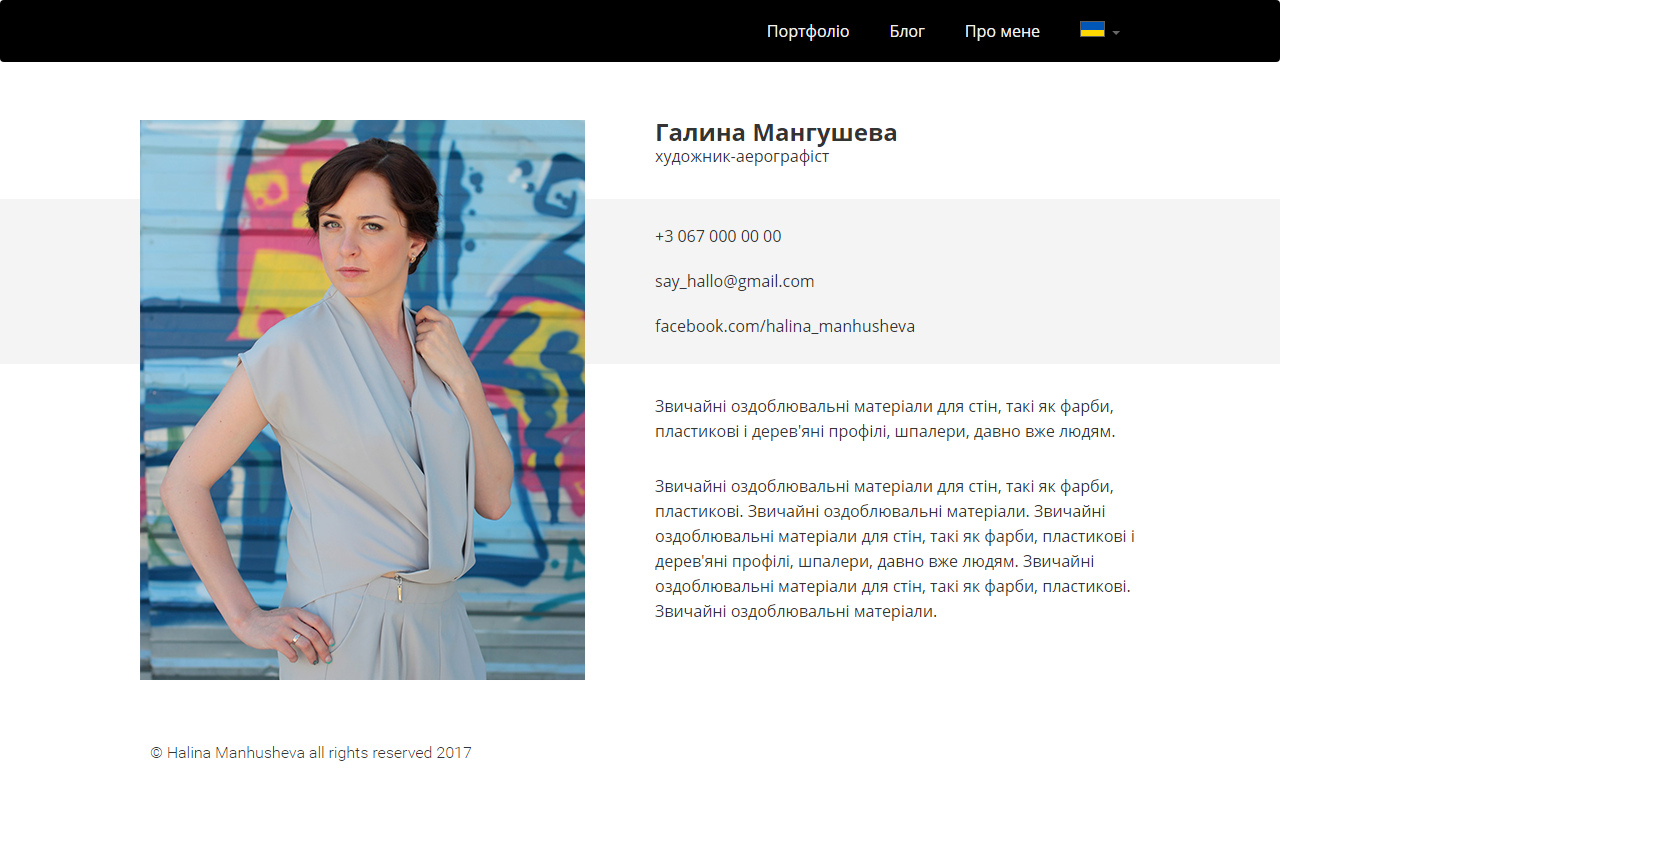 Портфоліо Блог Про мене
Галина Мангушева
художник-аерографіст
+3 067 000 00 00
say_hallo@gmail.com
facebook.com/halina_manhusheva
Звичайні оздоблювальні матеріали для стін, такі як фарби,
пластикові і дерев'яні профілі, шпалери, давно вже людям.
Звичайні оздоблювальні матеріали для стін, такі як фарби,
пластикові. Звичайні оздоблювальні матеріали. Звичайні
оздоблювальні матеріали для стін, такі як фарби, пластикові і
дерев'яні профілі, шпалери, давно вже людям. Звичайні
оздоблювальні матеріали для стін, такі як фарби, пластикові.
Звичайні оздоблювальні матеріали.
© Halina Manhusheva all rights reserved 2017